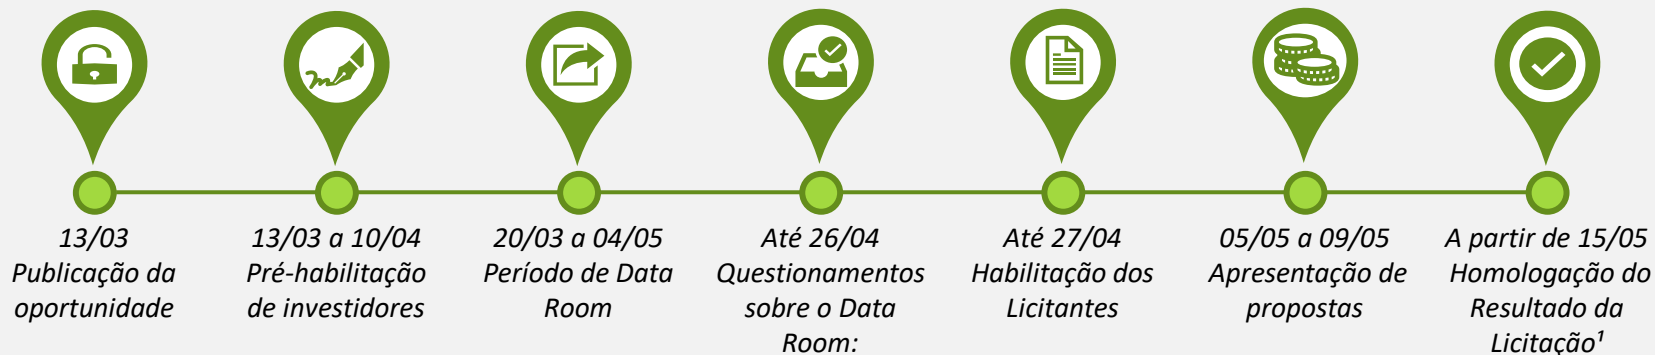 13/03
Publicação da
oportunidade
13/03 a 10/04
Pré-habilitação
de investidores
20/03 a 04/05
Período de Data
Room
Até 26/04
Questionamentos
sobre o Data
Room:
Até 27/04
Habilitação dos
Licitantes
05/05 a 09/05
Apresentação de
propostas
A partir de 15/05
Homologação do
Resultado da
Licitação¹